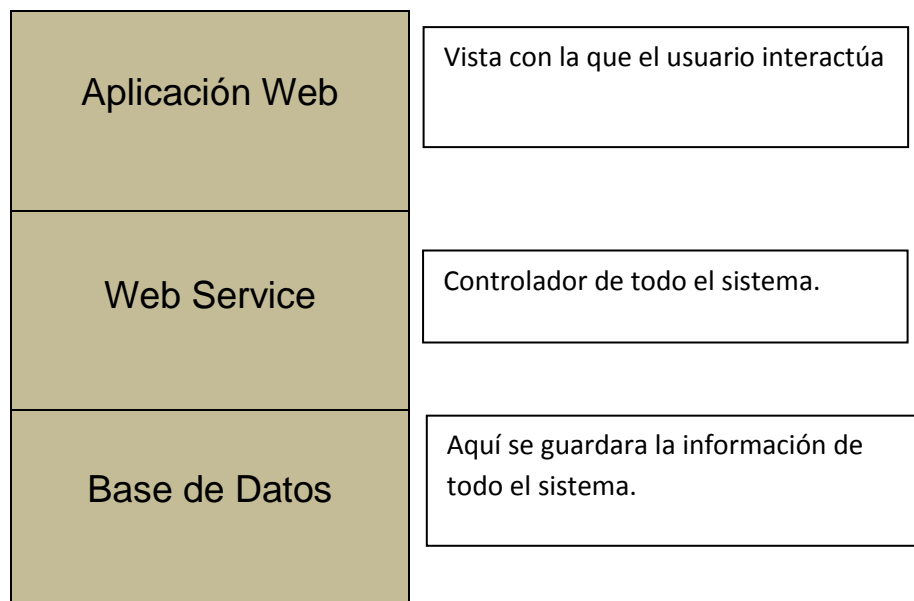 Aplicación Web
Vista con la que el usuario interactúa
Web Service
Controlador de todo el sistema.
Base de Datos
Aquí se guardara la información de
todo el sistema.